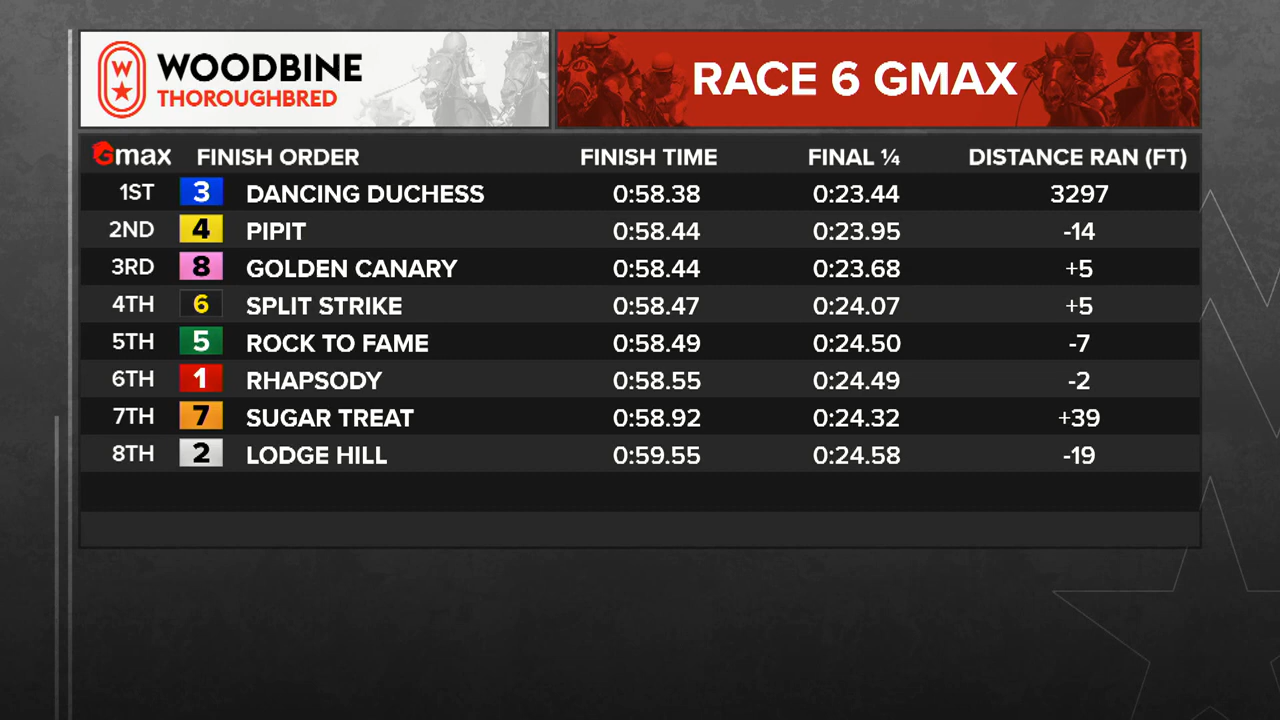 W
WOODBINE
THOROUGHBRED
RACE 6 GMAX
Gmax FINISH ORDER FINISH TIME FINAL ¼ DISTANCE RAN (FT)
1ST 3 DANCING DUCHESS 0:58.38 0:23.44 3297
2ND 4 PIPIT 0:58.44 0:23.95 -14
3RD 8 GOLDEN CANARY 0:58.44 0:23.68 +5
4TH 6 SPLIT STRIKE 0:58.47 0:24.07 +5
5TH 5 ROCK TO FAME 0:58.49 0:24.50 -7
6TH 1 RHAPSODY 0:58.55 0:24.49 -2
7TH 7 SUGAR TREAT 0:58.92 0:24.32 +39
8TH 2 LODGE HILL 0:59.55 0:24.58 -19